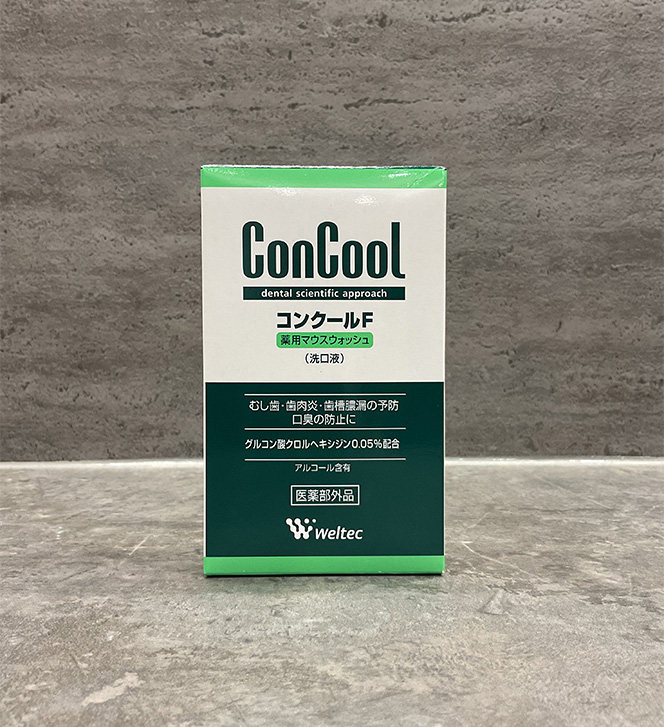 ConCool
dental scientific approach
コンクールF
薬用マウスウォッシュ
（洗口液）
むし歯・歯肉炎・歯槽膿漏の予防
口臭の防止に
グルコン酸クロルヘキシジン0.05%配合
アルコール含有
医薬部外品
weltec